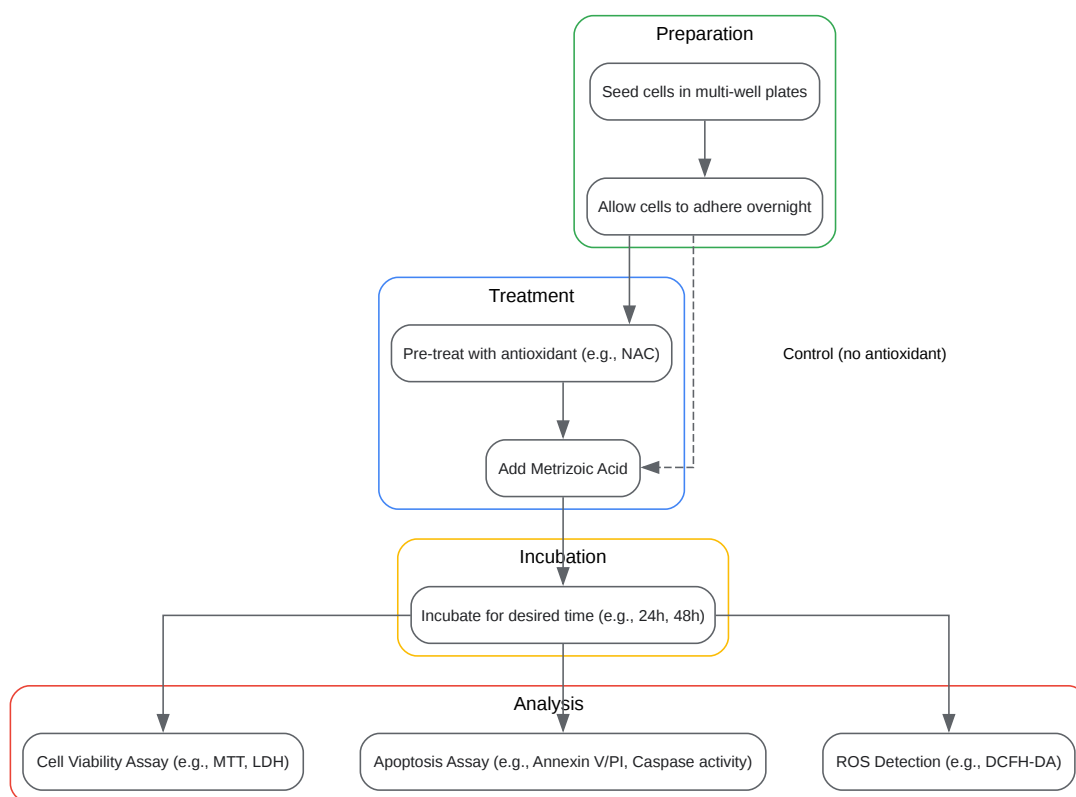 Preparation
Seed cells in multi-well plates
Allow cells to adhere overnight
Treatment
Pre-treat with antioxidant (e.g., NAC)
Control (no antioxidant)
Add Metrizoic Acid
Incubation
Incubate for desired time (e.g., 24h, 48h)
Analysis
Cell Viability Assay (e.g., MTT, LDH)
Apoptosis Assay (e.g., Annexin V/PI, Caspase activity)
ROS Detection (e.g., DCFH-DA)